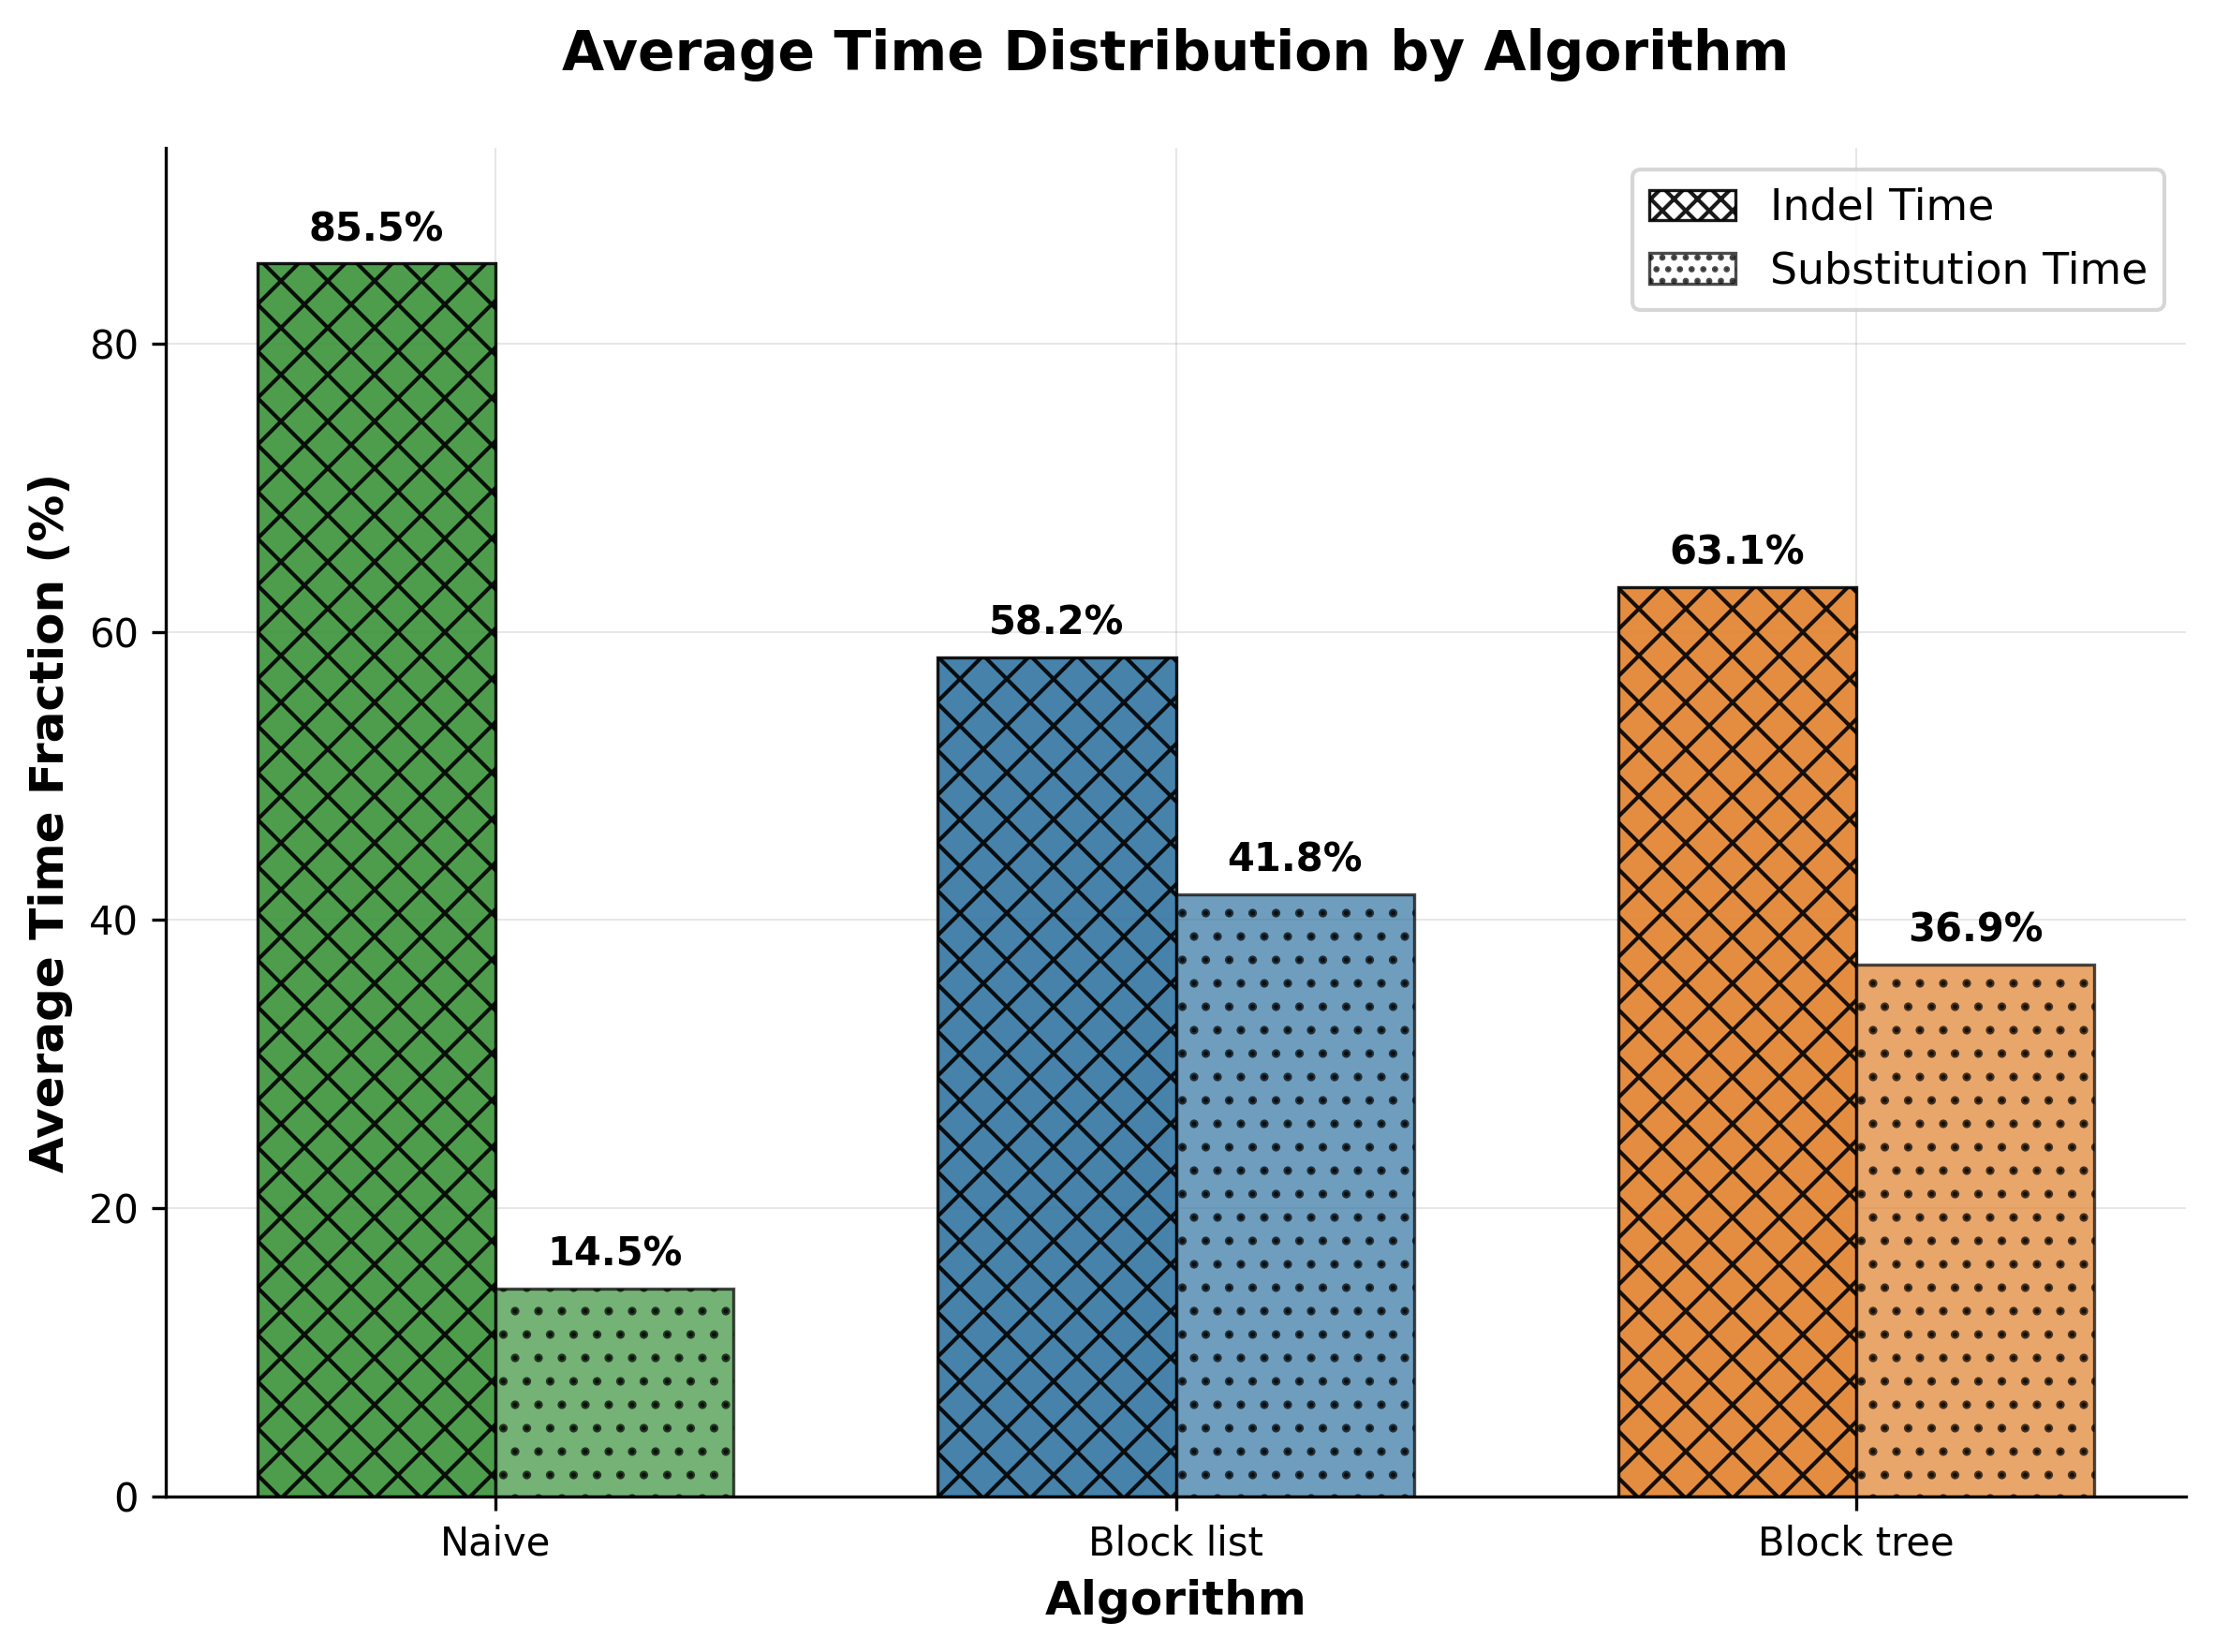 Average Time Distribution by Algorithm
Indel Time
Substitution Time
Average Time Fraction (%)
80
60
40
20
0
85.5%
14.5%
58.2%
41.8%
63.1%
36.9%
Naive
Block list
Block tree
Algorithm